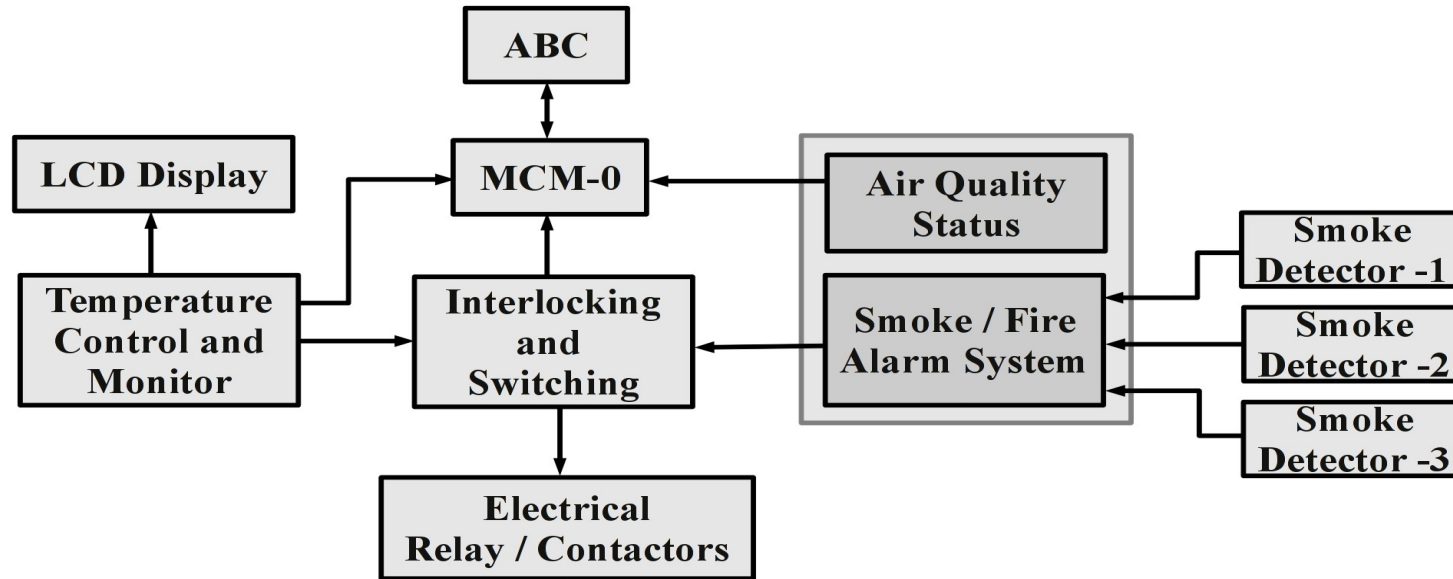 ABC
LCD Display
MCM-0
Air Quality
Status
Temperature
Control and
Monitor
Interlocking
and
Switching
Smoke / Fire
Alarm System
Smoke
Detector -1
Smoke
Detector -2
Smoke
Detector -3
Electrical
Relay / Contactors